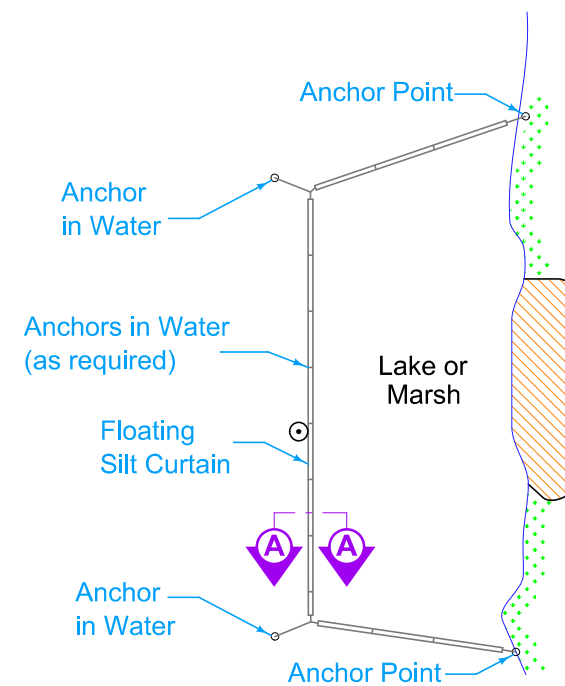 Anchor Point
Anchor
in Water
Anchors in Water
(as required)
Lake or
Marsh
Floating
Silt Curtain
A
A
Anchor
in Water
Anchor Point